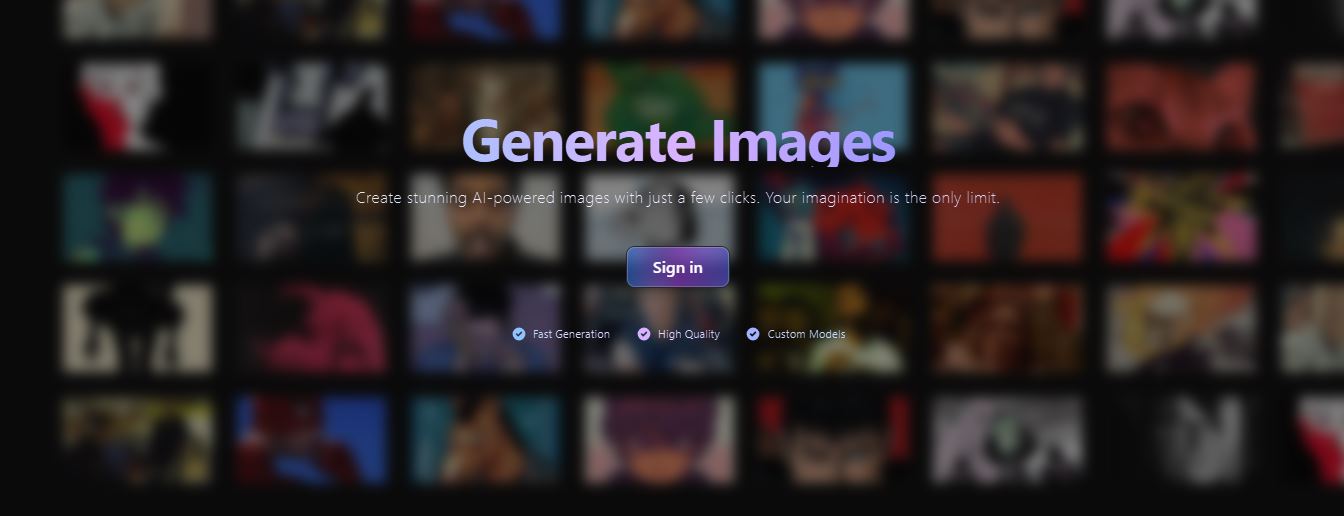 Generate Images
Create stunning AI-powered images with just a few clicks. Your imagination is the only limit.
Sign in
Fast Generation High Quality Custom Models